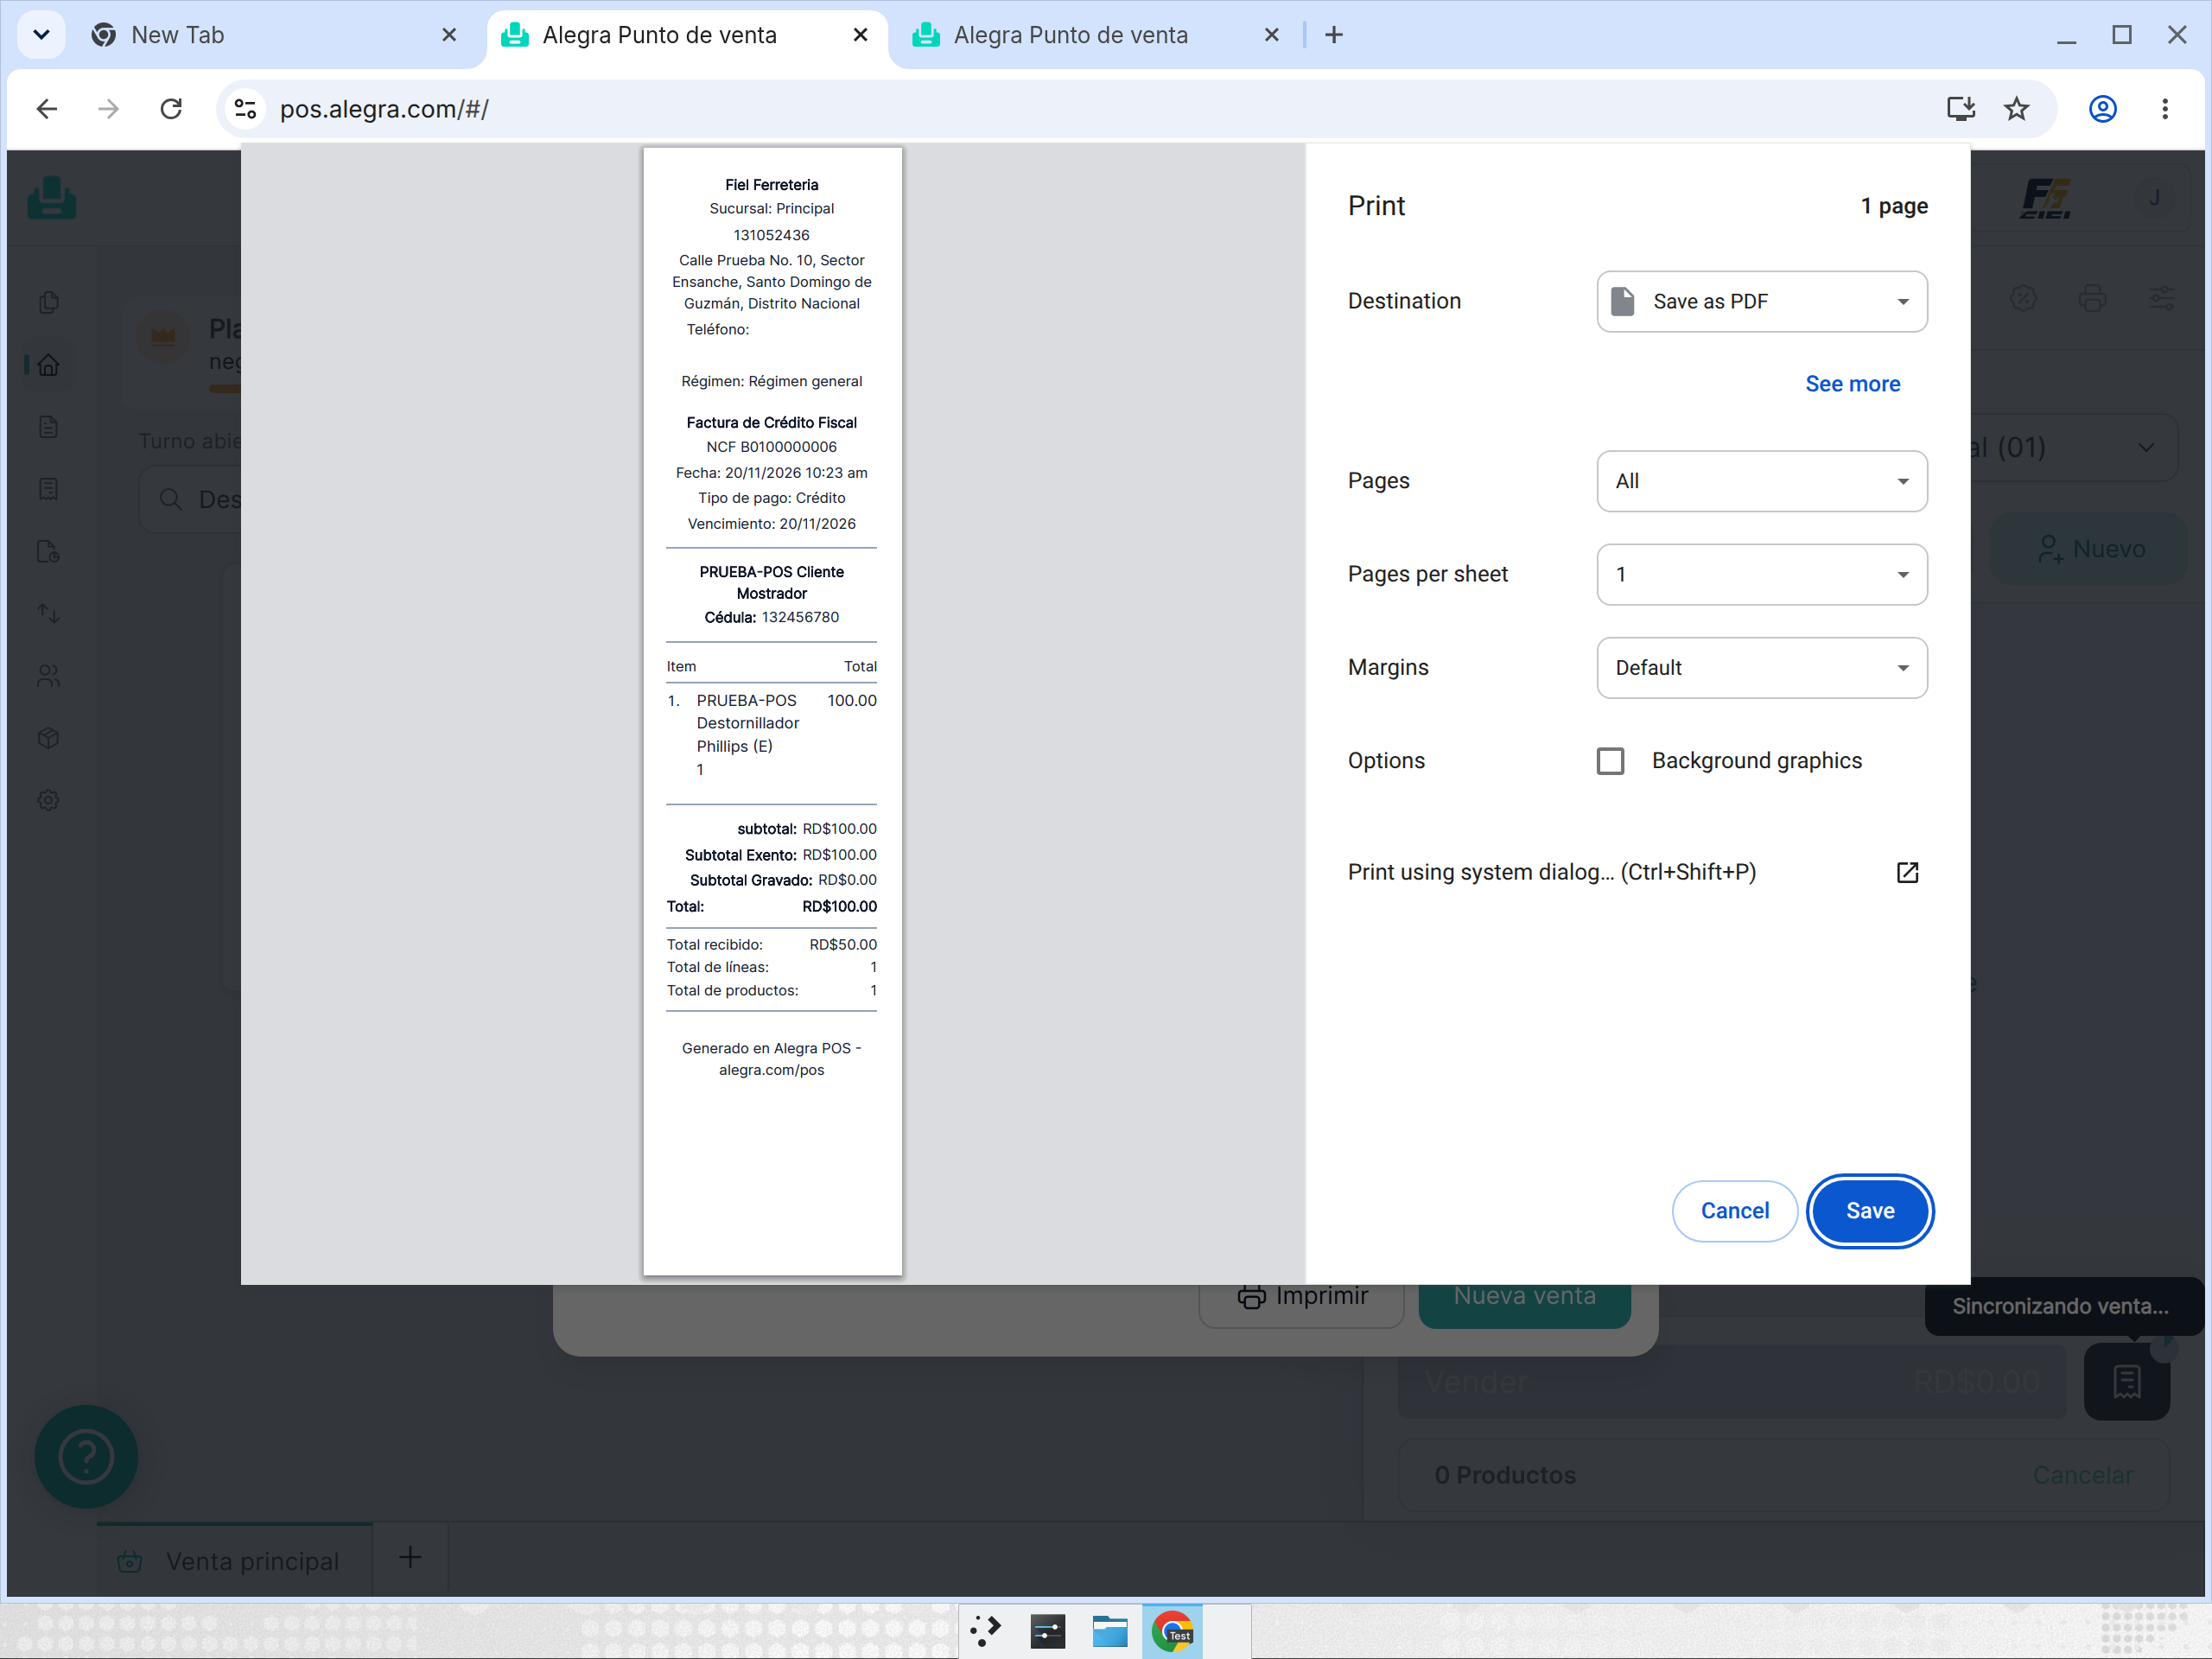 New Tab
Alegra Punto de venta
Alegra Punto de venta
pos.alegra.com/#/
Fiel Ferreteria
Sucursal: Principal
131052436
Calle Prueba No. 10, Sector
Ensanche, Santo Domingo de
Guzmán, Distrito Nacional
Teléfono:
Régimen: Régimen general
Factura de Crédito Fiscal
NCF B0100000006
Fecha: 20/11/2026 10:23 am
Tipo de pago: Crédito
Vencimiento: 20/11/2026
PRUEBA-POS Cliente
Mostrador
Cédula: 132456780
Item Total
1. PRUEBA-POS 100.00
Destornillador
Phillips (E)
1
subtotal: RD$100.00
Subtotal Exento: RD$100.00
Subtotal Gravado: RD$0.00
Total: RD$100.00
Total recibido: RD$50.00
Total de líneas: 1
Total de productos: 1
Generado en Alegra POS -
alegra.com/pos
Print 1 page
Destination Save as PDF
See more
Pages All
Pages per sheet 1
Margins Default
Options Background graphics
Print using system dialog... (Ctrl+Shift+P)
Cancel Save
J
Turno abie
Des
(01)
Nuevo
Imprimir Nueva venta
Sincronizando venta...
Vender RD$0.00
0 Productos Cancelar
Venta principal
Test